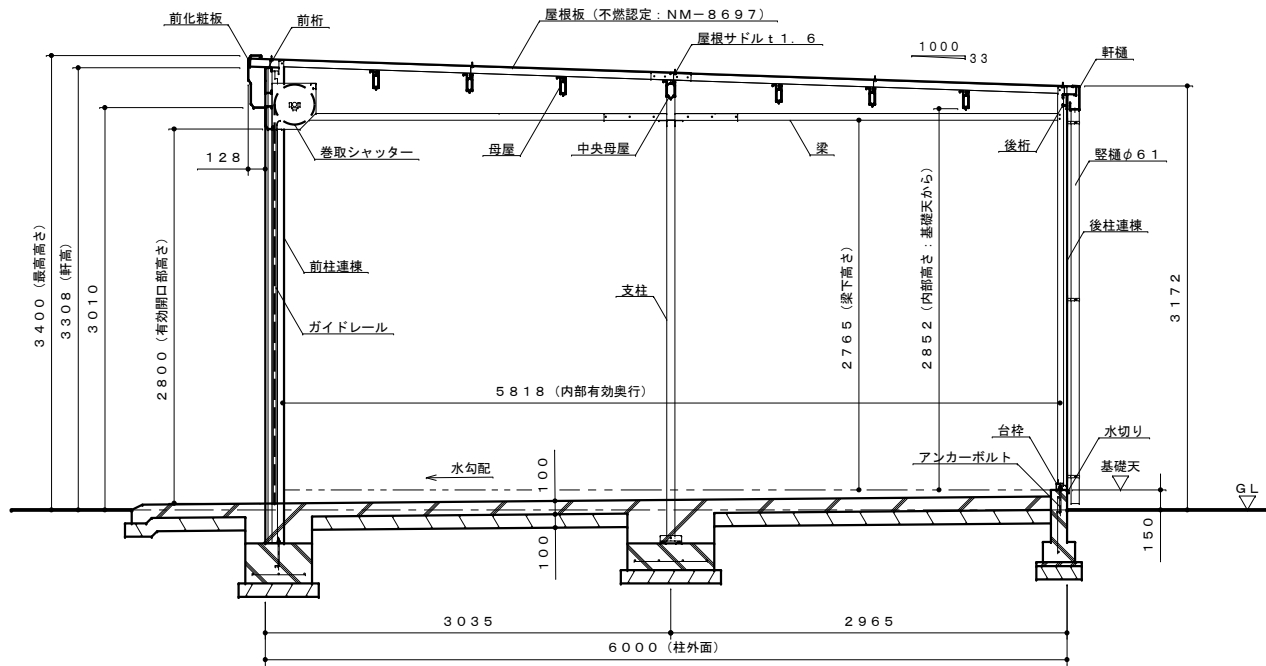 屋根板（不燃認定：NM－8697）
前化粧板
前桁
屋根サドルｔ1．6
1000
33
軒樋
巻取シャッター
母屋
中央母屋
梁
後桁
竪樋φ61
128
3400（最高高さ）
3308（軒高）
3010
2800（有効開口部高さ）
前柱連棟
ガイドレール
支柱
2765（梁下高さ）
2852（内部高さ：基礎天から）
後柱連棟
3172
5818（内部有効奥行）
台枠
水切り
アンカーボルト
基礎天
水勾配
100
100
GL
150
3035
2965
6000（柱外面）